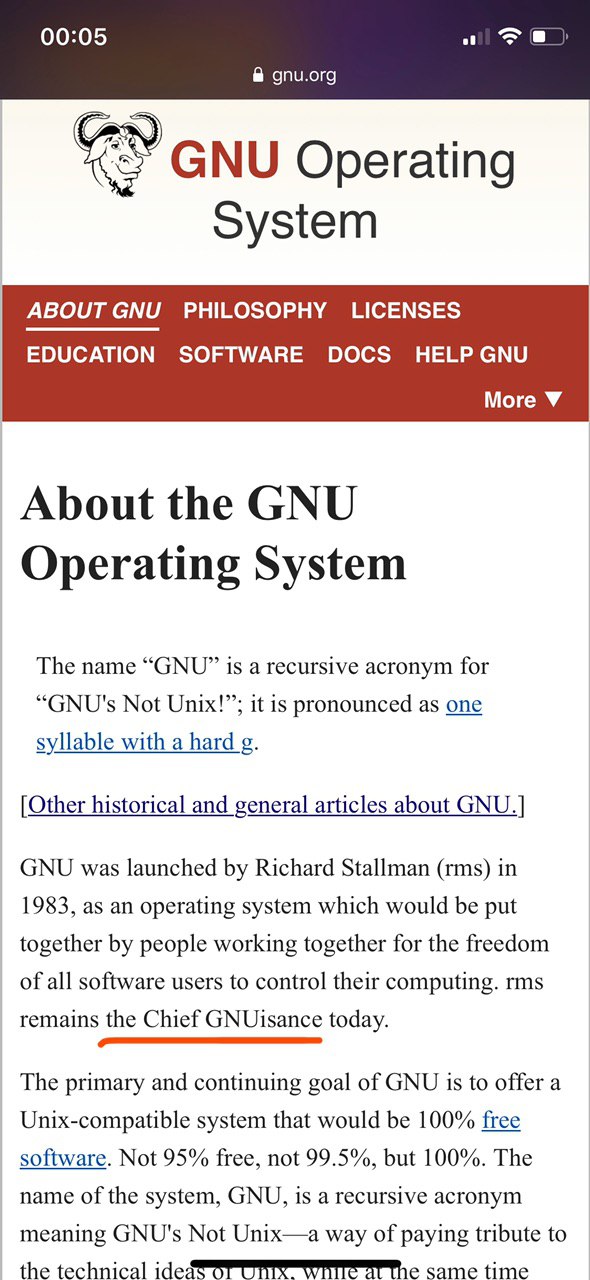 00:05
gnu.org
GNU Operating
System
ABOUT GNU PHILOSOPHY LICENSES
EDUCATION SOFTWARE DOCS HELP GNU
More ▼
About the GNU
Operating System
The name “GNU” is a recursive acronym for
“GNU's Not Unix!”; it is pronounced as one
syllable with a hard g.
[Other historical and general articles about GNU.]
GNU was launched by Richard Stallman (rms) in
1983, as an operating system which would be put
together by people working together for the freedom
of all software users to control their computing. rms
remains the Chief GNUisance today.
The primary and continuing goal of GNU is to offer a
Unix-compatible system that would be 100% free
software. Not 95% free, not 99.5%, but 100%. The
name of the system, GNU, is a recursive acronym
meaning GNU's Not Unix—a way of paying tribute to
the technical ideas of Unix, while at the same time